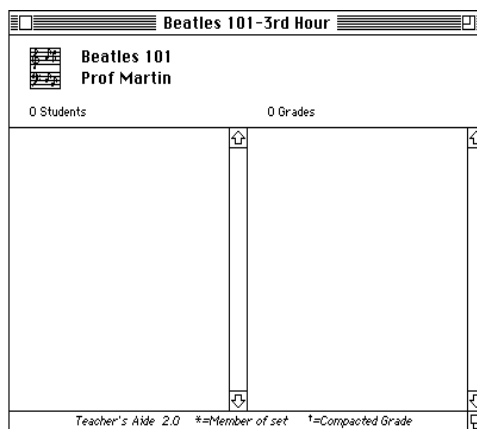 Beatles 101-3rd Hour
Beatles 101
Prof Martin
0 Students 0 Grades
Teacher's Aide 2.0 *=Member of set †=Compacted Grade